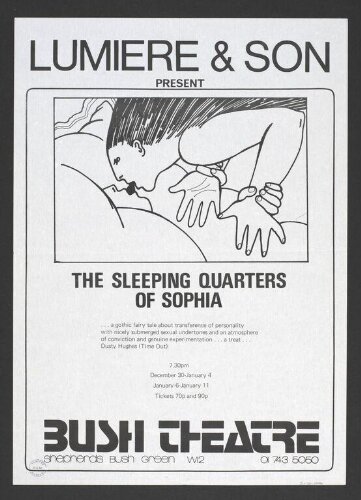 LUMIERE & SON
PRESENT
THE SLEEPING QUARTERS
OF SOPHIA
. . . a gothic fairy tale about transference of personality
with nicely submerged sexual undertones and an atmosphere
of conviction and genuine experimentation . . . a treat . . .
Dusty Hughes (Time Out)
7.30pm
December 30-January 4
January 6-January 11
Tickets 70p and 90p
BUSH THEATRE
Shepherds Bush Green W12 01 743 5050